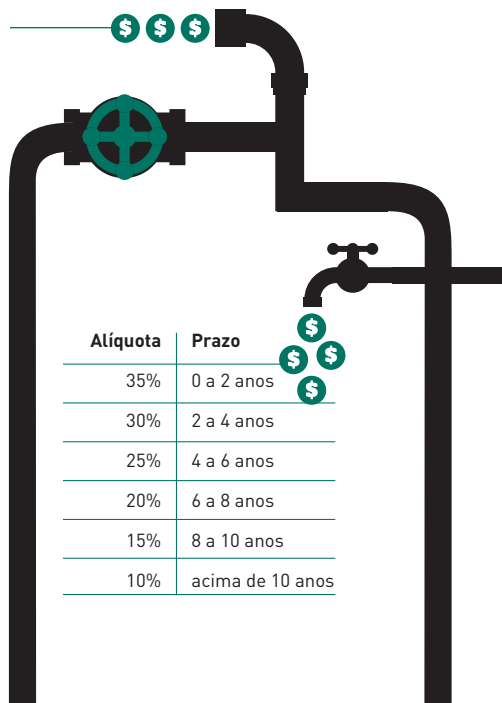 $ $ $
$
$ $
$
Alíquota Prazo
35% 0 a 2 anos
30% 2 a 4 anos
25% 4 a 6 anos
20% 6 a 8 anos
15% 8 a 10 anos
10% acima de 10 anos